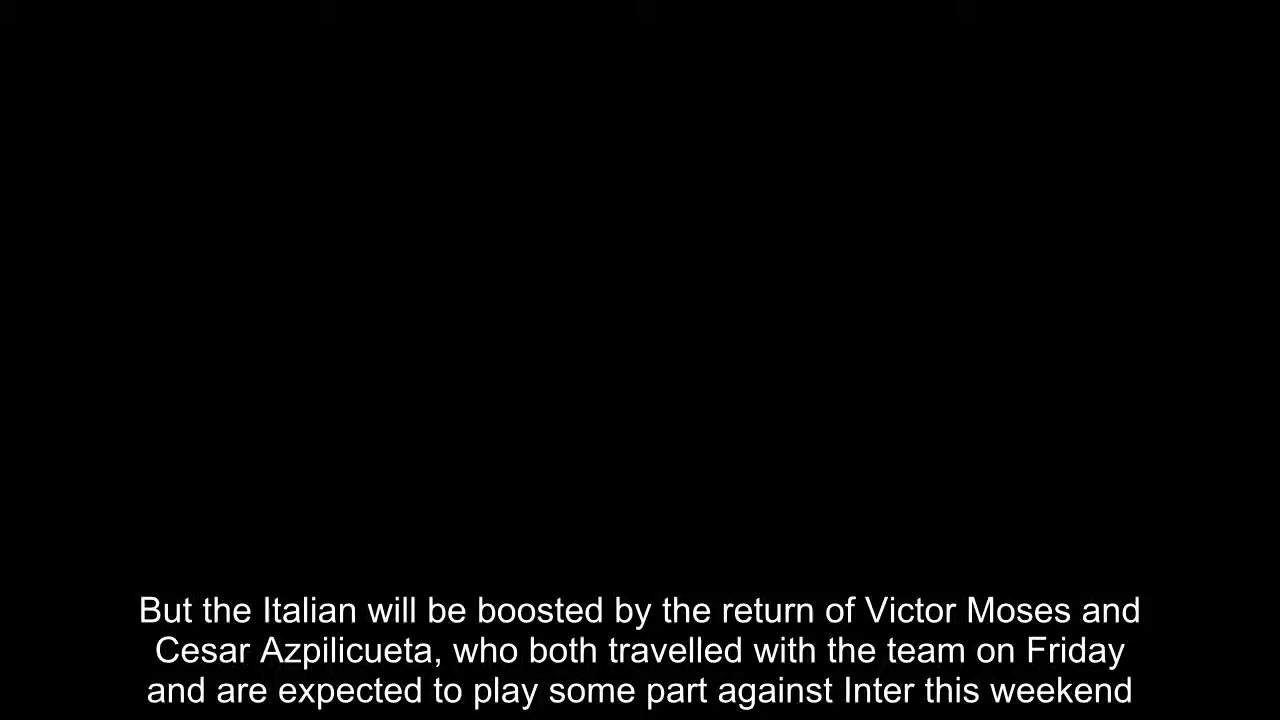 But the Italian will be boosted by the return of Victor Moses and
Cesar Azpilicueta, who both travelled with the team on Friday
and are expected to play some part against Inter this weekend